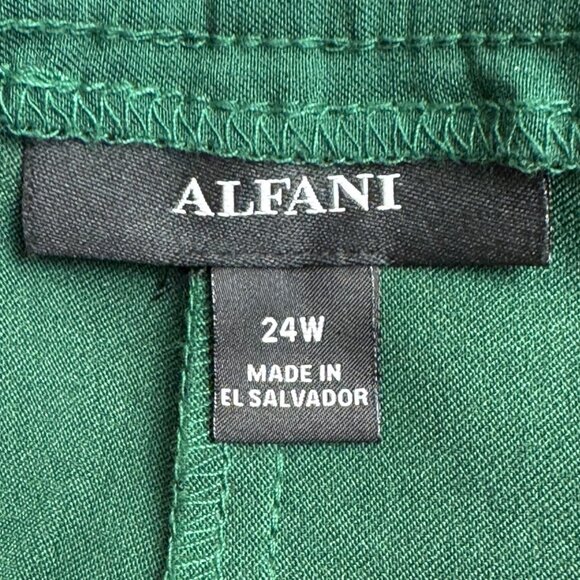 ALFANI
24W
MADE IN
EL SALVADOR